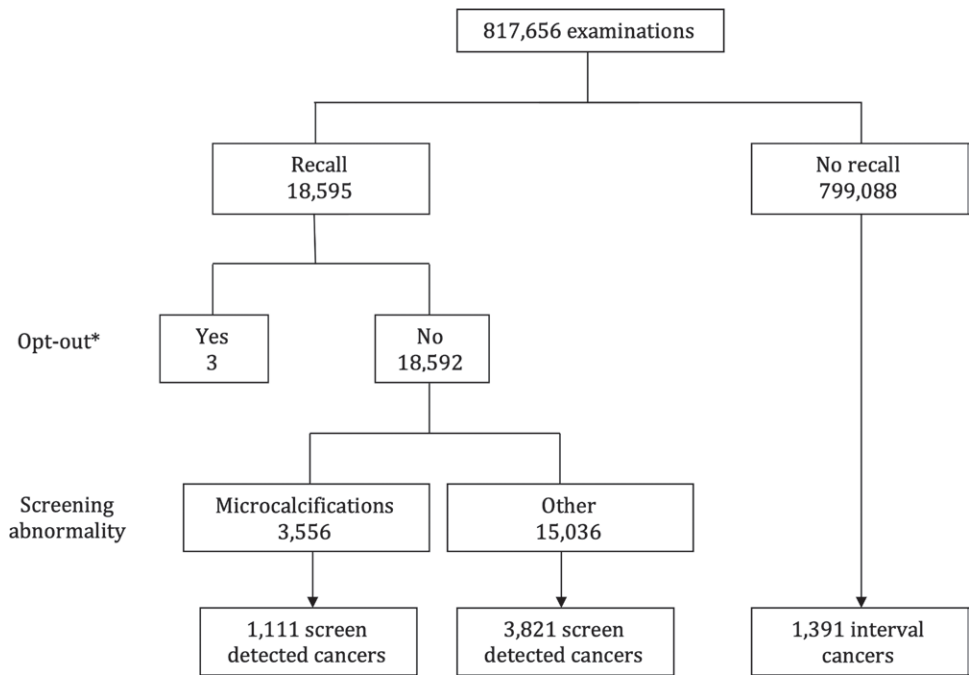 817,656 examinations
Recall
18,595
No recall
799,088
Opt-out*
Yes
3
No
18,592
Screening
abnormality
Microcalcifications
3,556
Other
15,036
1,111 screen
detected cancers
3,821 screen
detected cancers
1,391 interval
cancers